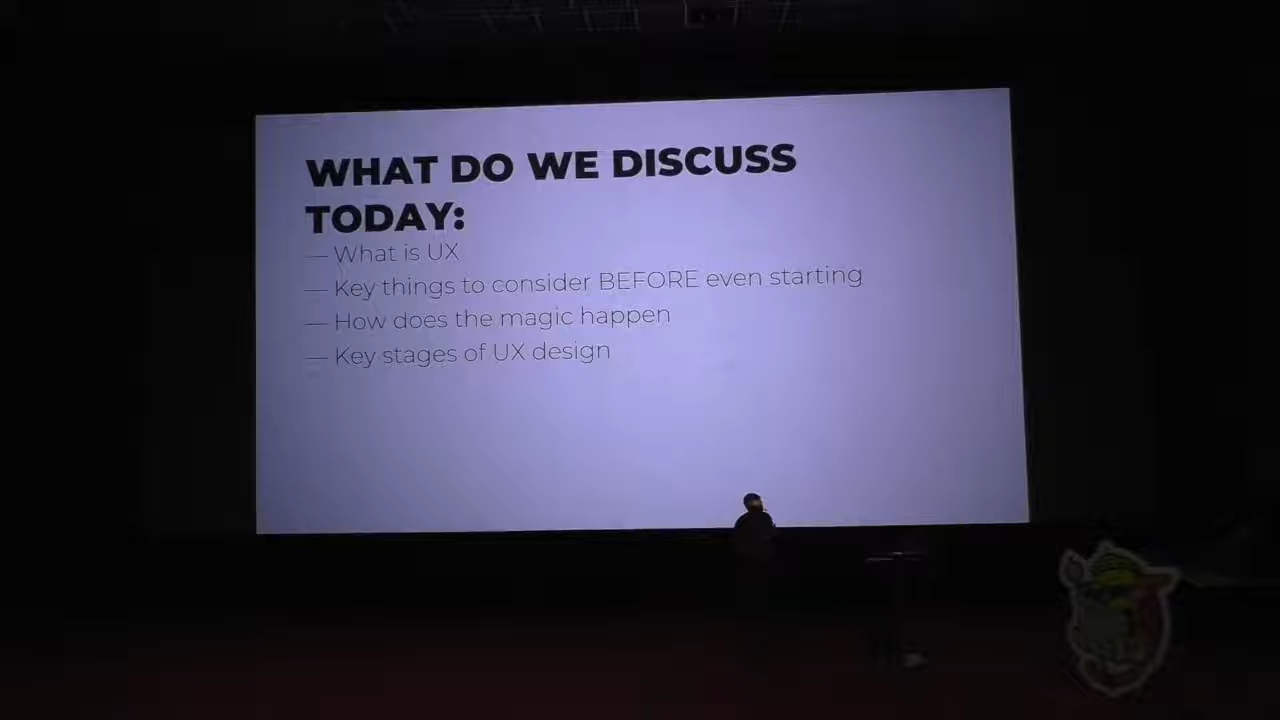 WHAT DO WE DISCUSS
TODAY:
— What is UX
— Key things to consider BEFORE even starting
— How does the magic happen
— Key stages of UX design